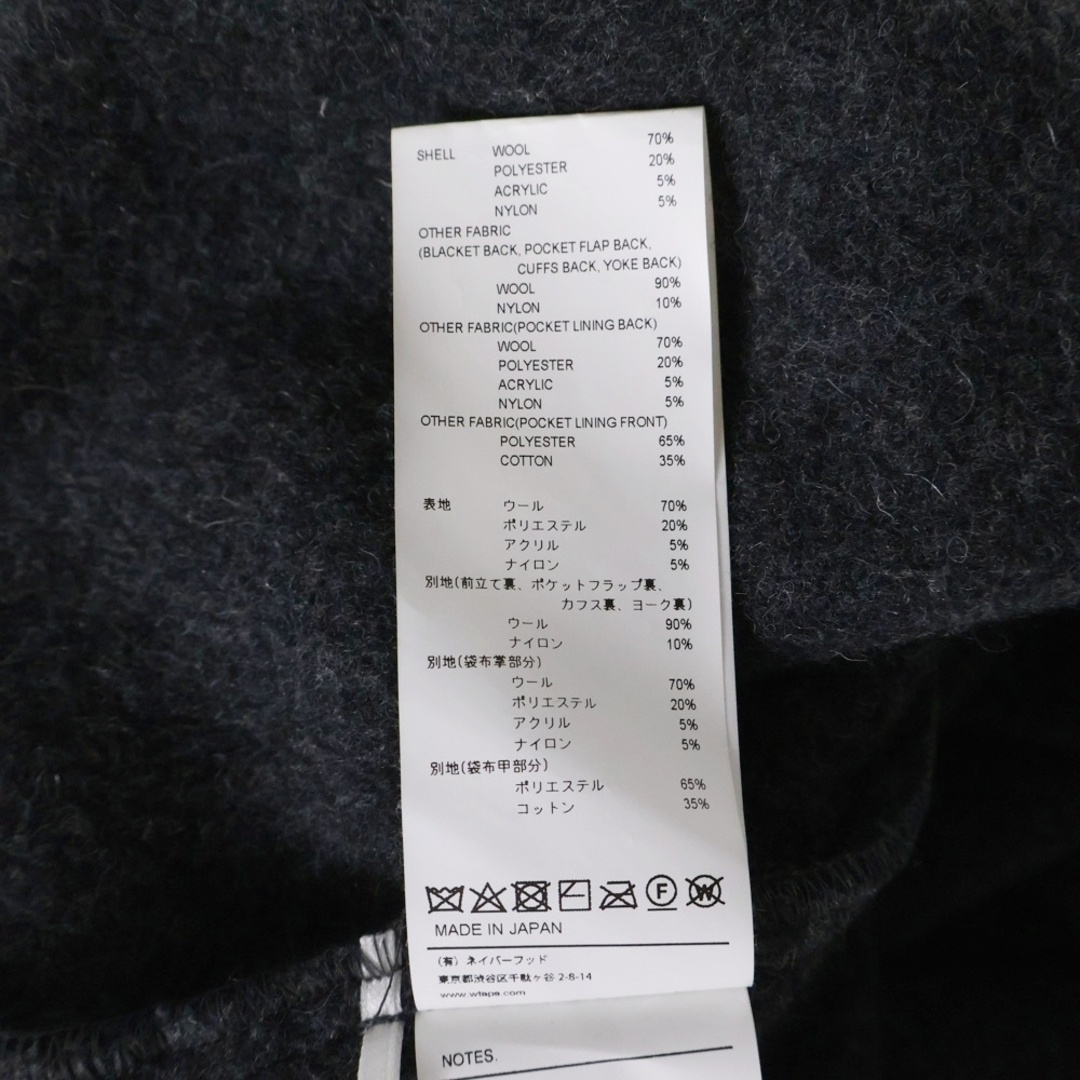 SHELL WOOL 70%
POLYESTER 20%
ACRYLIC 5%
NYLON 5%
OTHER FABRIC
(BLACKET BACK, POCKET FLAP BACK,
CUFFS BACK, YOKE BACK)
WOOL 90%
NYLON 10%
OTHER FABRIC(POCKET LINING BACK)
WOOL 70%
POLYESTER 20%
ACRYLIC 5%
NYLON 5%
OTHER FABRIC(POCKET LINING FRONT)
POLYESTER 65%
COTTON 35%
表地 ウール 70%
ポリエステル 20%
アクリル 5%
ナイロン 5%
別地(前立て裏、ポケットフラップ裏、
カフス裏、ヨーク裏)
ウール 90%
ナイロン 10%
別地(袋布掌部分)
ウール 70%
ポリエステル 20%
アクリル 5%
ナイロン 5%
別地(袋布甲部分)
ポリエステル 65%
コットン 35%
F W
MADE IN JAPAN
(有) ネイバーフッド
東京都渋谷区千駄ヶ谷 2-8-14
www.wtaps.com
NOTES.